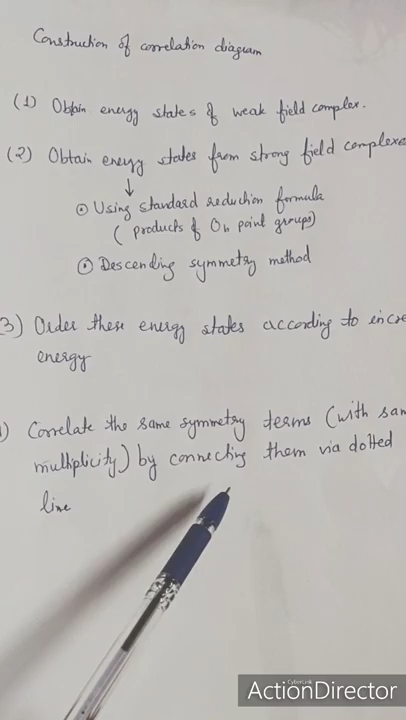 Construction of correlation diagram
(1) Obtain energy states of weak field complex.
(2) Obtain energy states from strong field complexe
↓
⊙ Using standard reduction formula
( products of Oh point groups)
⊙ Descending symmetry method
3) Order these energy states according to incre
energy
) Correlate the same symmetry terms (with sam
multiplicity) by connecting them via dotted
line
CyberLink
ActionDirector